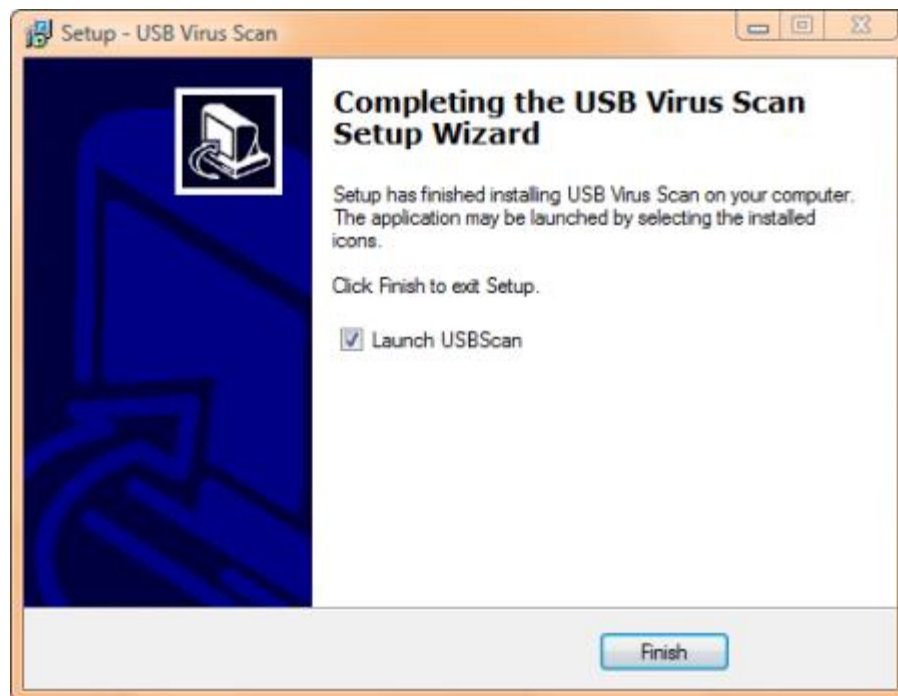 Setup - USB Virus Scan
Completing the USB Virus Scan
Setup Wizard
Setup has finished installing USB Virus Scan on your computer.
The application may be launched by selecting the installed
icons.
Click Finish to exit Setup.
Launch USBScan
Finish